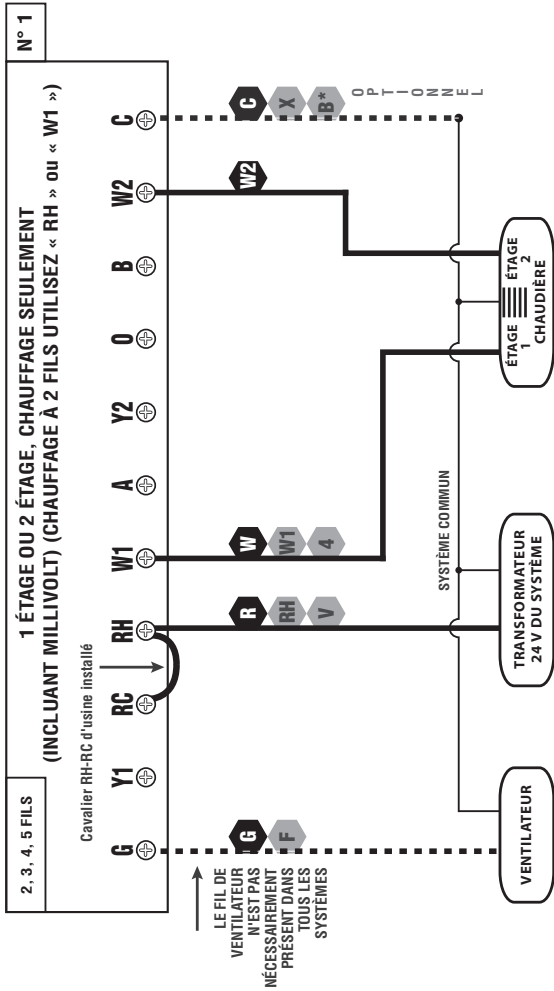 2, 3, 4, 5 FILS
1 ÉTAGE OU 2 ÉTAGE, CHAUFFAGE SEULEMENT
(INCLUANT MILLIVOLT) (CHAUFFAGE À 2 FILS UTILISEZ « RH » ou « W1 »)
N° 1
Cavalier RH-RC d'usine installé
G Y1 RC RH W1 A Y2 O B W2 C
LE FIL DE
VENTILATEUR
N'EST PAS
NÉCESSAIREMENT
PRÉSENT DANS
TOUS LES
SYSTÈMES
G
F
R
RH
V
W
W1
4
W2
C
X
B*
OPTIONNEL
SYSTÈME COMMUN
VENTILATEUR
TRANSFORMATEUR
24 V DU SYSTÈME
ÉTAGE
1
ÉTAGE
2
CHAUDIÈRE